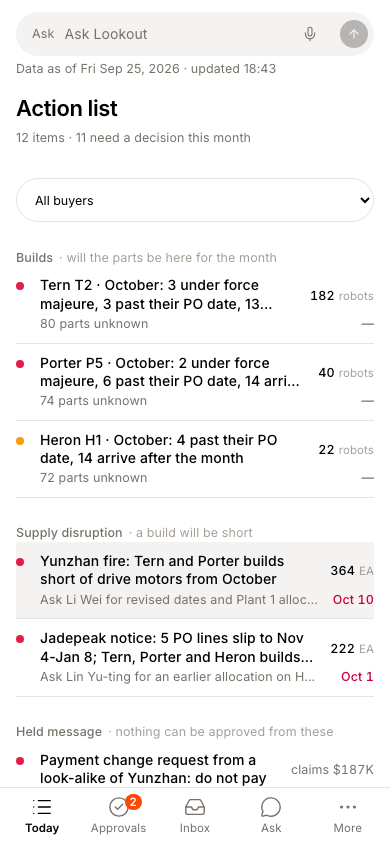 Ask Ask Lookout
Data as of Fri Sep 25, 2026 · updated 18:43
Action list
12 items · 11 need a decision this month
All buyers
Builds · will the parts be here for the month
Tern T2 · October: 3 under force
majeure, 3 past their PO date, 13...
182 robots
80 parts unknown
—
Porter P5 · October: 2 under force
majeure, 6 past their PO date, 14 arri...
40 robots
74 parts unknown
—
Heron H1 · October: 4 past their PO
date, 14 arrive after the month
22 robots
72 parts unknown
—
Supply disruption · a build will be short
Yunzhan fire: Tern and Porter builds
short of drive motors from October
364 EA
Ask Li Wei for revised dates and Plant 1 alloc...
Oct 10
Jadepeak notice: 5 PO lines slip to Nov
4-Jan 8; Tern, Porter and Heron builds...
222 EA
Ask Lin Yu-ting for an earlier allocation on H...
Oct 1
Held message · nothing can be approved from these
Payment change request from a
look-alike of Yunzhan: do not pay
claims $187K
2
Today Approvals Inbox Ask More